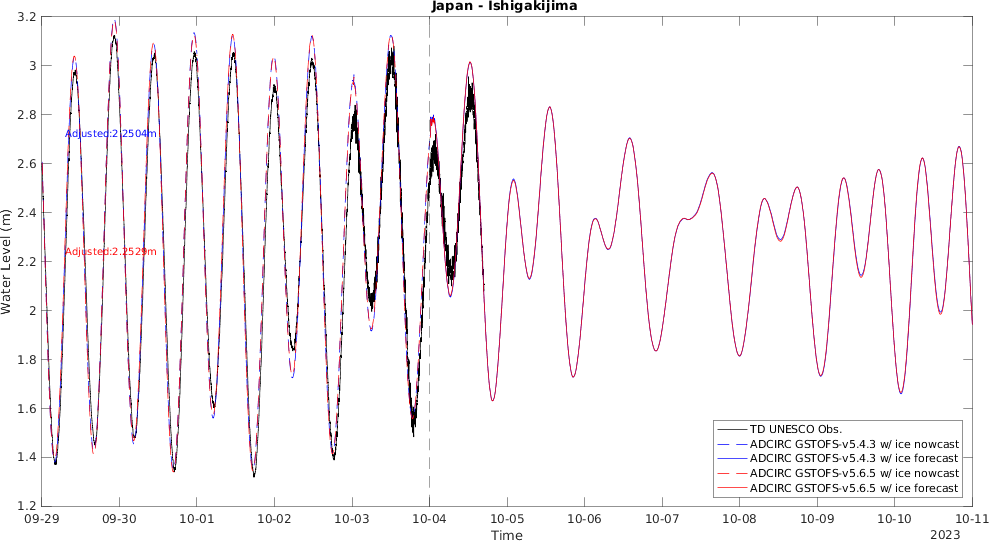 Japan - Ishigakijima
Water Level (m)
3.2
3
2.8
2.6
2.4
2.2
2
1.8
1.6
1.4
1.2
Adjusted:2.2504m
Adjusted:2.2529m
TD UNESCO Obs.
ADCIRC GSTOFS-v5.4.3 w/ ice nowcast
ADCIRC GSTOFS-v5.4.3 w/ ice forecast
ADCIRC GSTOFS-v5.6.5 w/ ice nowcast
ADCIRC GSTOFS-v5.6.5 w/ ice forecast
09-29 09-30 10-01 10-02 10-03 10-04 10-05 10-06 10-07 10-08 10-09 10-10 10-11
Time
2023